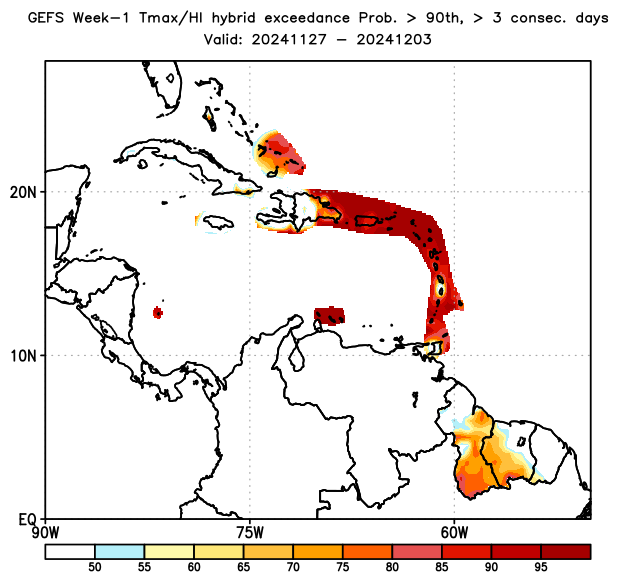 GEFS Week-1 Tmax/HI hybrid exceedance Prob. > 90th, > 3 consec. days
Valid: 20241127 - 20241203
20N
10N
EQ
90W 75W 60W
50 55 60 65 70 75 80 85 90 95